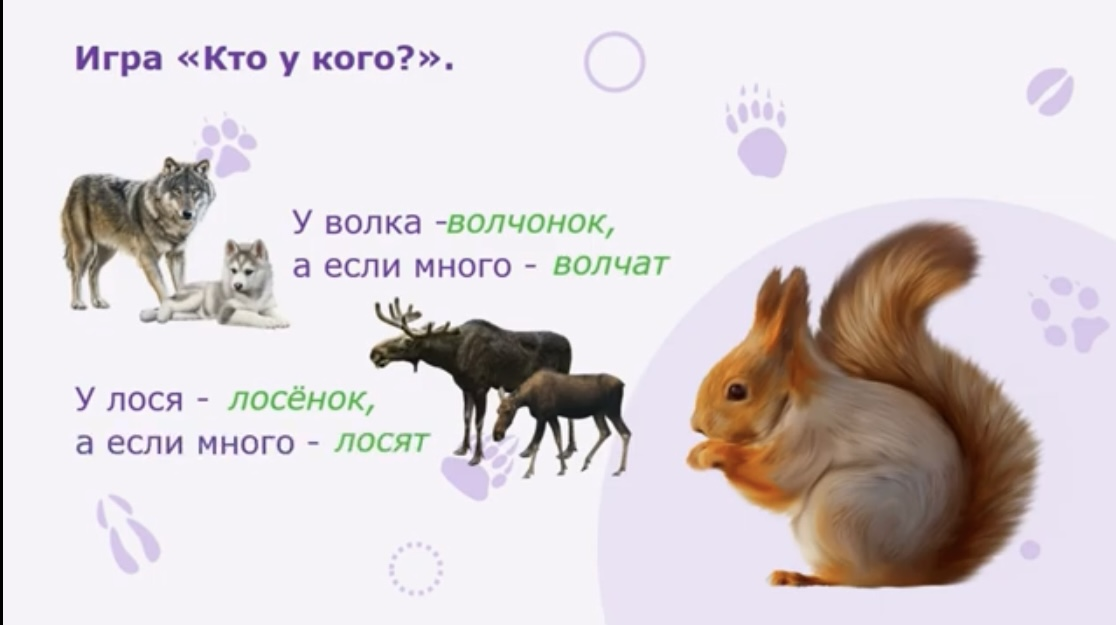 Игра «Кто у кого?».
У волка -волчонок,
а если много - волчат
У лося - лосёнок,
а если много - лосят